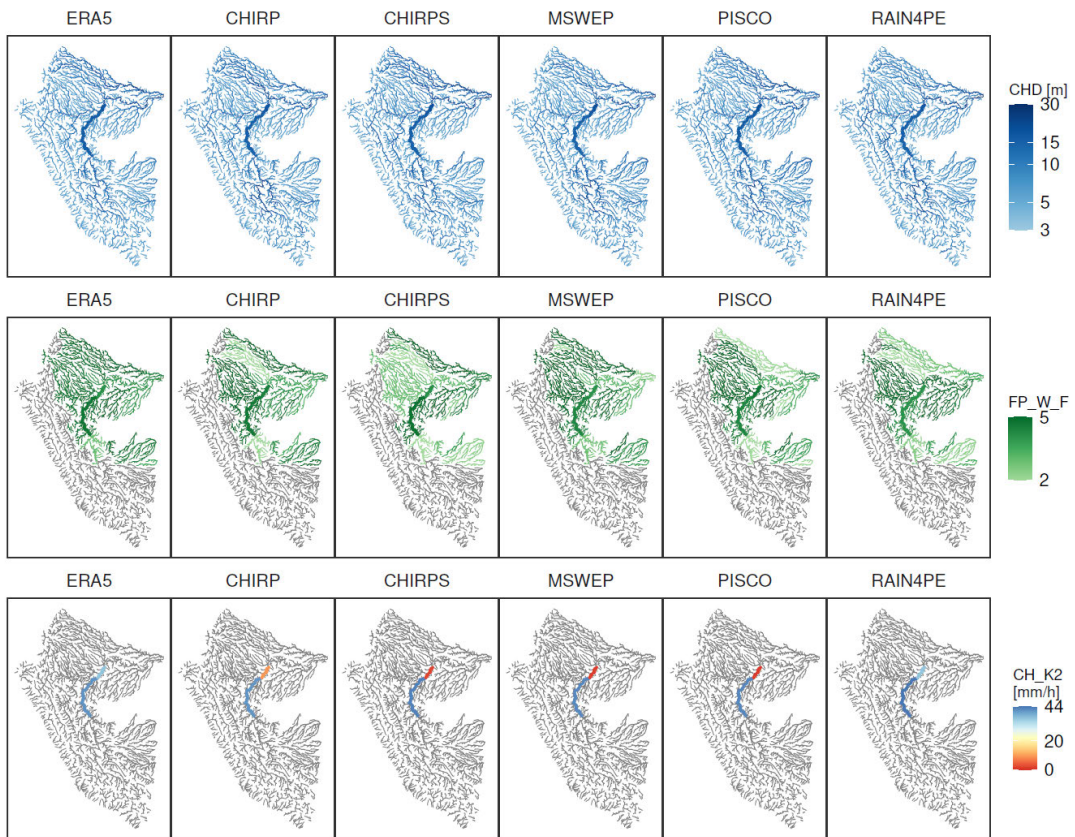 ERA5 CHIRP CHIRPS MSWEP PISCO RAIN4PE
CHD [m]
30
15
10
5
3
ERA5 CHIRP CHIRPS MSWEP PISCO RAIN4PE
FP_W_F
5
2
ERA5 CHIRP CHIRPS MSWEP PISCO RAIN4PE
CH_K2
[mm/h]
44
20
0